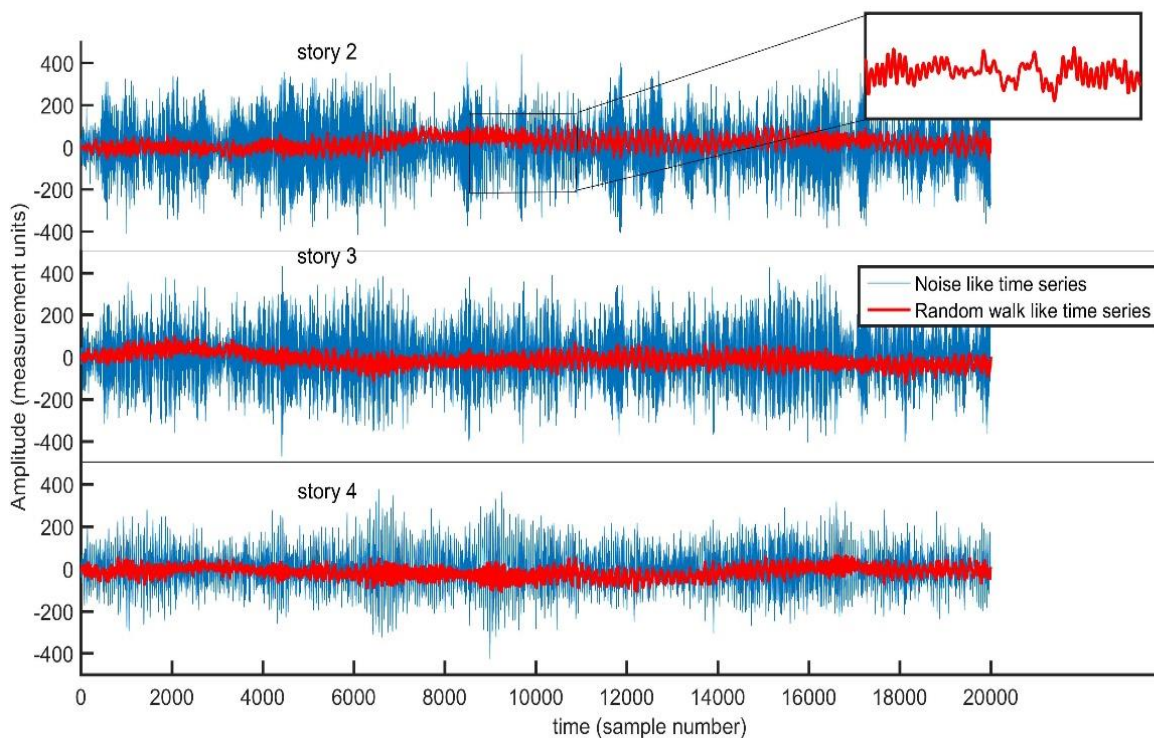 story 2
400
200
0
-200
-400
story 3
400
200
0
-200
-400
Noise like time series
Random walk like time series
story 4
400
200
0
-200
-400
Amplitude (measurement units)
0 2000 4000 6000 8000 10000 12000 14000 16000 18000 20000
time (sample number)